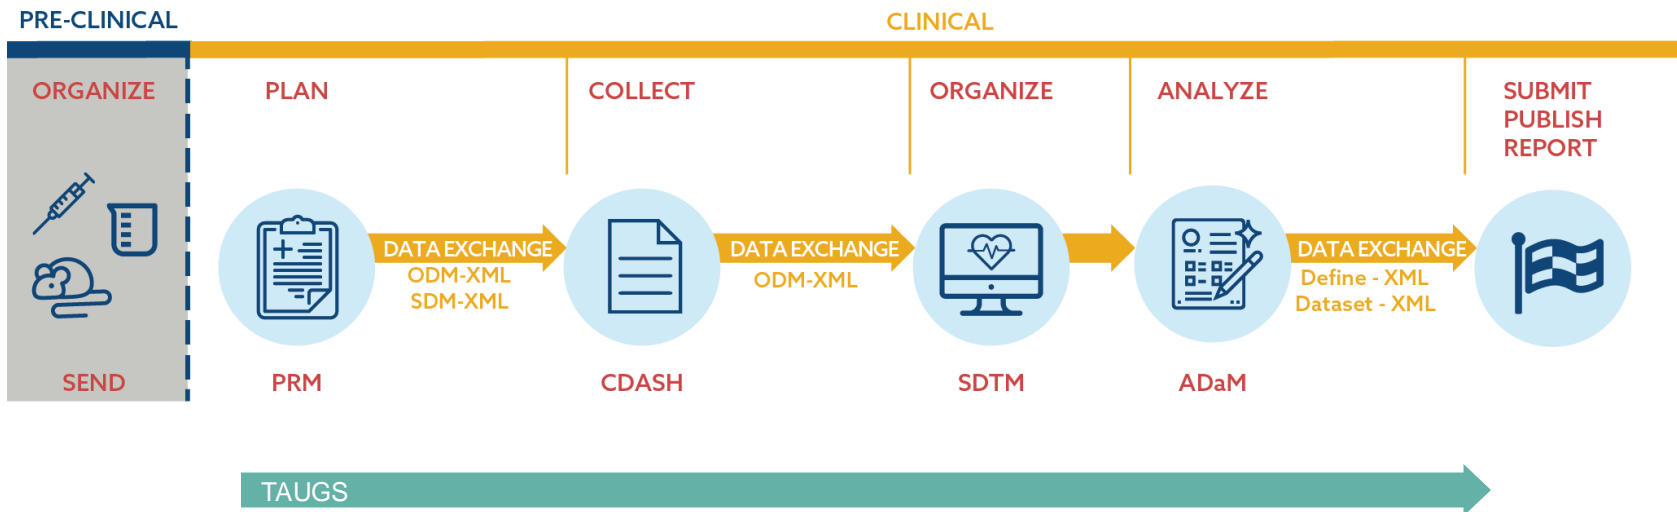 PRE-CLINICAL
CLINICAL
ORGANIZE
PLAN
COLLECT
ORGANIZE
ANALYZE
SUBMIT
PUBLISH
REPORT
DATA EXCHANGE
ODM-XML
SDM-XML
DATA EXCHANGE
ODM-XML
DATA EXCHANGE
Define - XML
Dataset - XML
SEND
PRM
CDASH
SDTM
ADaM
TAUGS